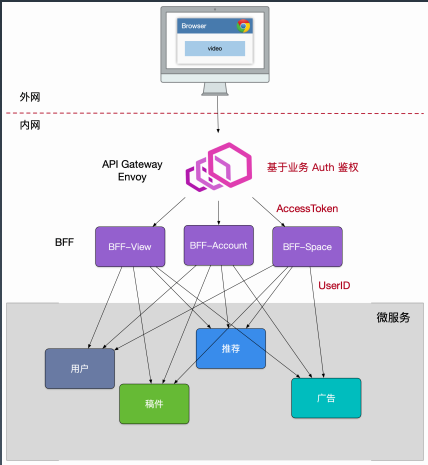 Browser
video
外网
内网
API Gateway
Envoy
基于业务 Auth 鉴权
AccessToken
BFF
BFF-View
BFF-Account
BFF-Space
UserID
微服务
推荐
用户
稿件
广告